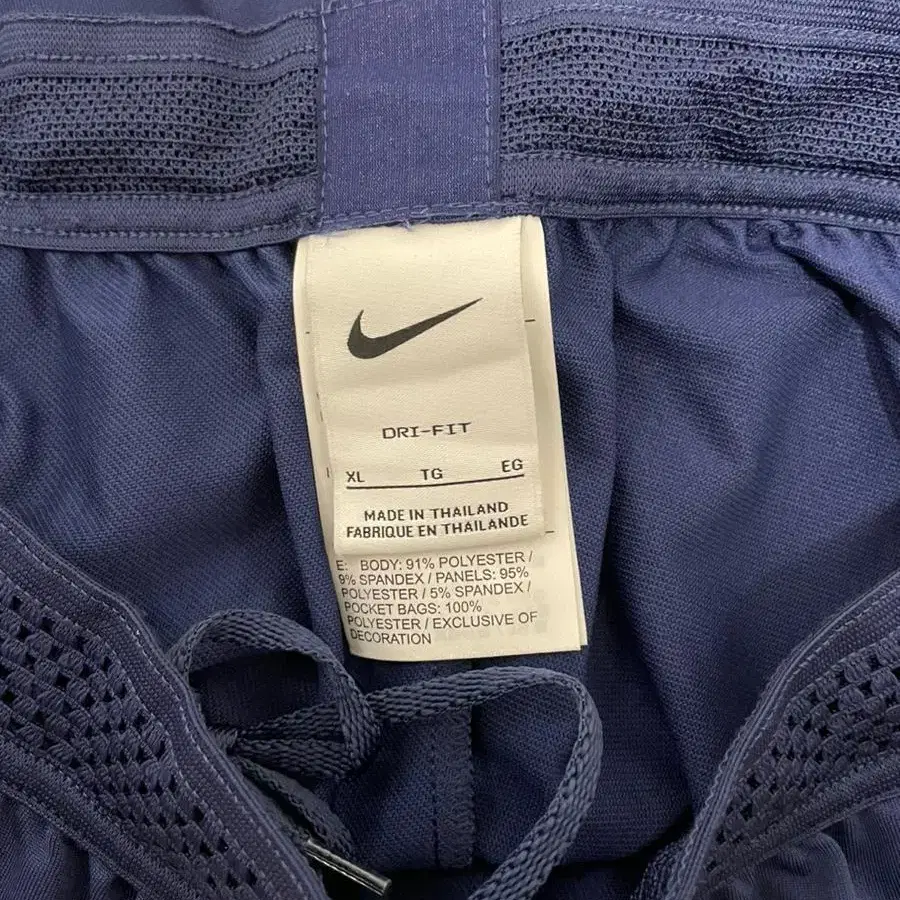 DRI-FIT
XL TG EG
MADE IN THAILAND
FABRIQUE EN THAILANDE
E: BODY: 91% POLYESTER /
9% SPANDEX / PANELS: 95%
POLYESTER / 5% SPANDEX /
POCKET BAGS: 100%
POLYESTER / EXCLUSIVE OF
DECORATION